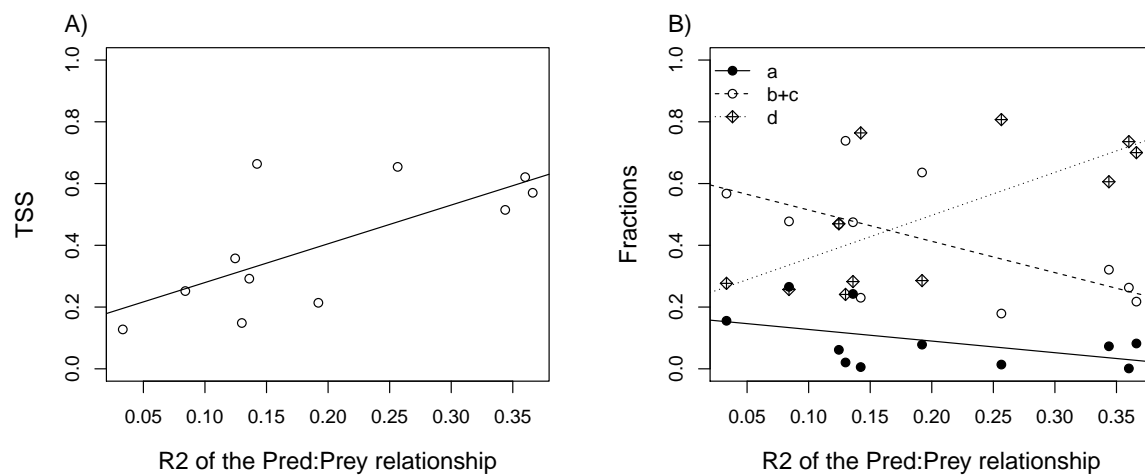 A)
TSS
0.0 0.2 0.4 0.6 0.8 1.0
0.05 0.10 0.15 0.20 0.25 0.30 0.35
R2 of the Pred:Prey relationship
B)
Fractions
0.0 0.2 0.4 0.6 0.8 1.0
a
b+c
d
0.05 0.10 0.15 0.20 0.25 0.30 0.35
R2 of the Pred:Prey relationship